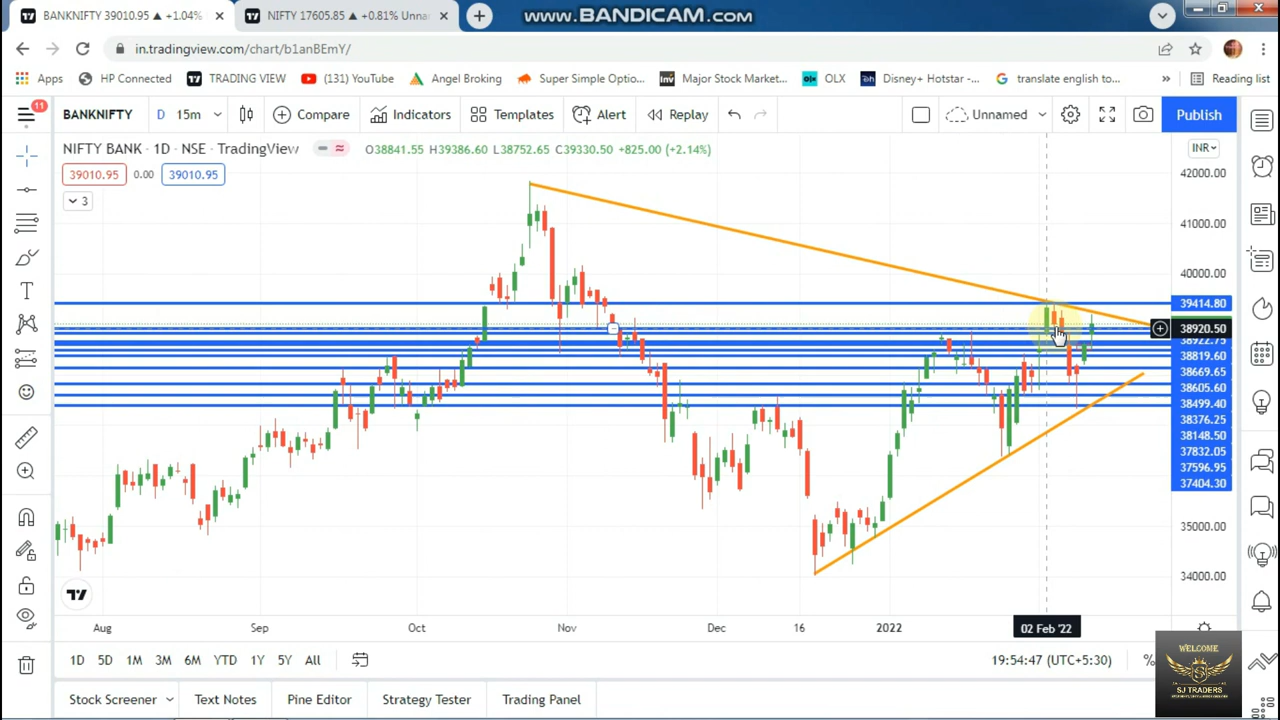 BANKNIFTY 39010.95 ▲ +1.04%
NIFTY 17605.85 ▲ +0.81% Unna
www.BANDICAM.com
in.tradingview.com/chart/b1anBEmY/
Apps
HP Connected
TRADING VIEW
(131) YouTube
Angel Broking
Super Simple Optio...
Major Stock Market...
OLX
Disney+ Hotstar -...
translate english to...
»
Reading list
11
BANKNIFTY
D
15m
Compare
Indicators
Templates
Alert
Replay
Unnamed
Publish
NIFTY BANK · 1D · NSE · TradingView
O38841.55 H39386.60 L38752.65 C39330.50 +825.00 (+2.14%)
INR
39010.95
0.00
39010.95
3
42000.00
41000.00
40000.00
39414.80
38920.50
38922.75
38819.60
38669.65
38605.60
38499.40
38376.25
38148.50
37832.05
37596.95
37404.30
35000.00
34000.00
Aug
Sep
Oct
Nov
Dec
16
2022
02 Feb '22
1D
5D
1M
3M
6M
YTD
1Y
5Y
All
19:54:47 (UTC+5:30)
%
WELCOME
SJ TRADERS
Stock Screener
Text Notes
Pine Editor
Strategy Tester
Trading Panel